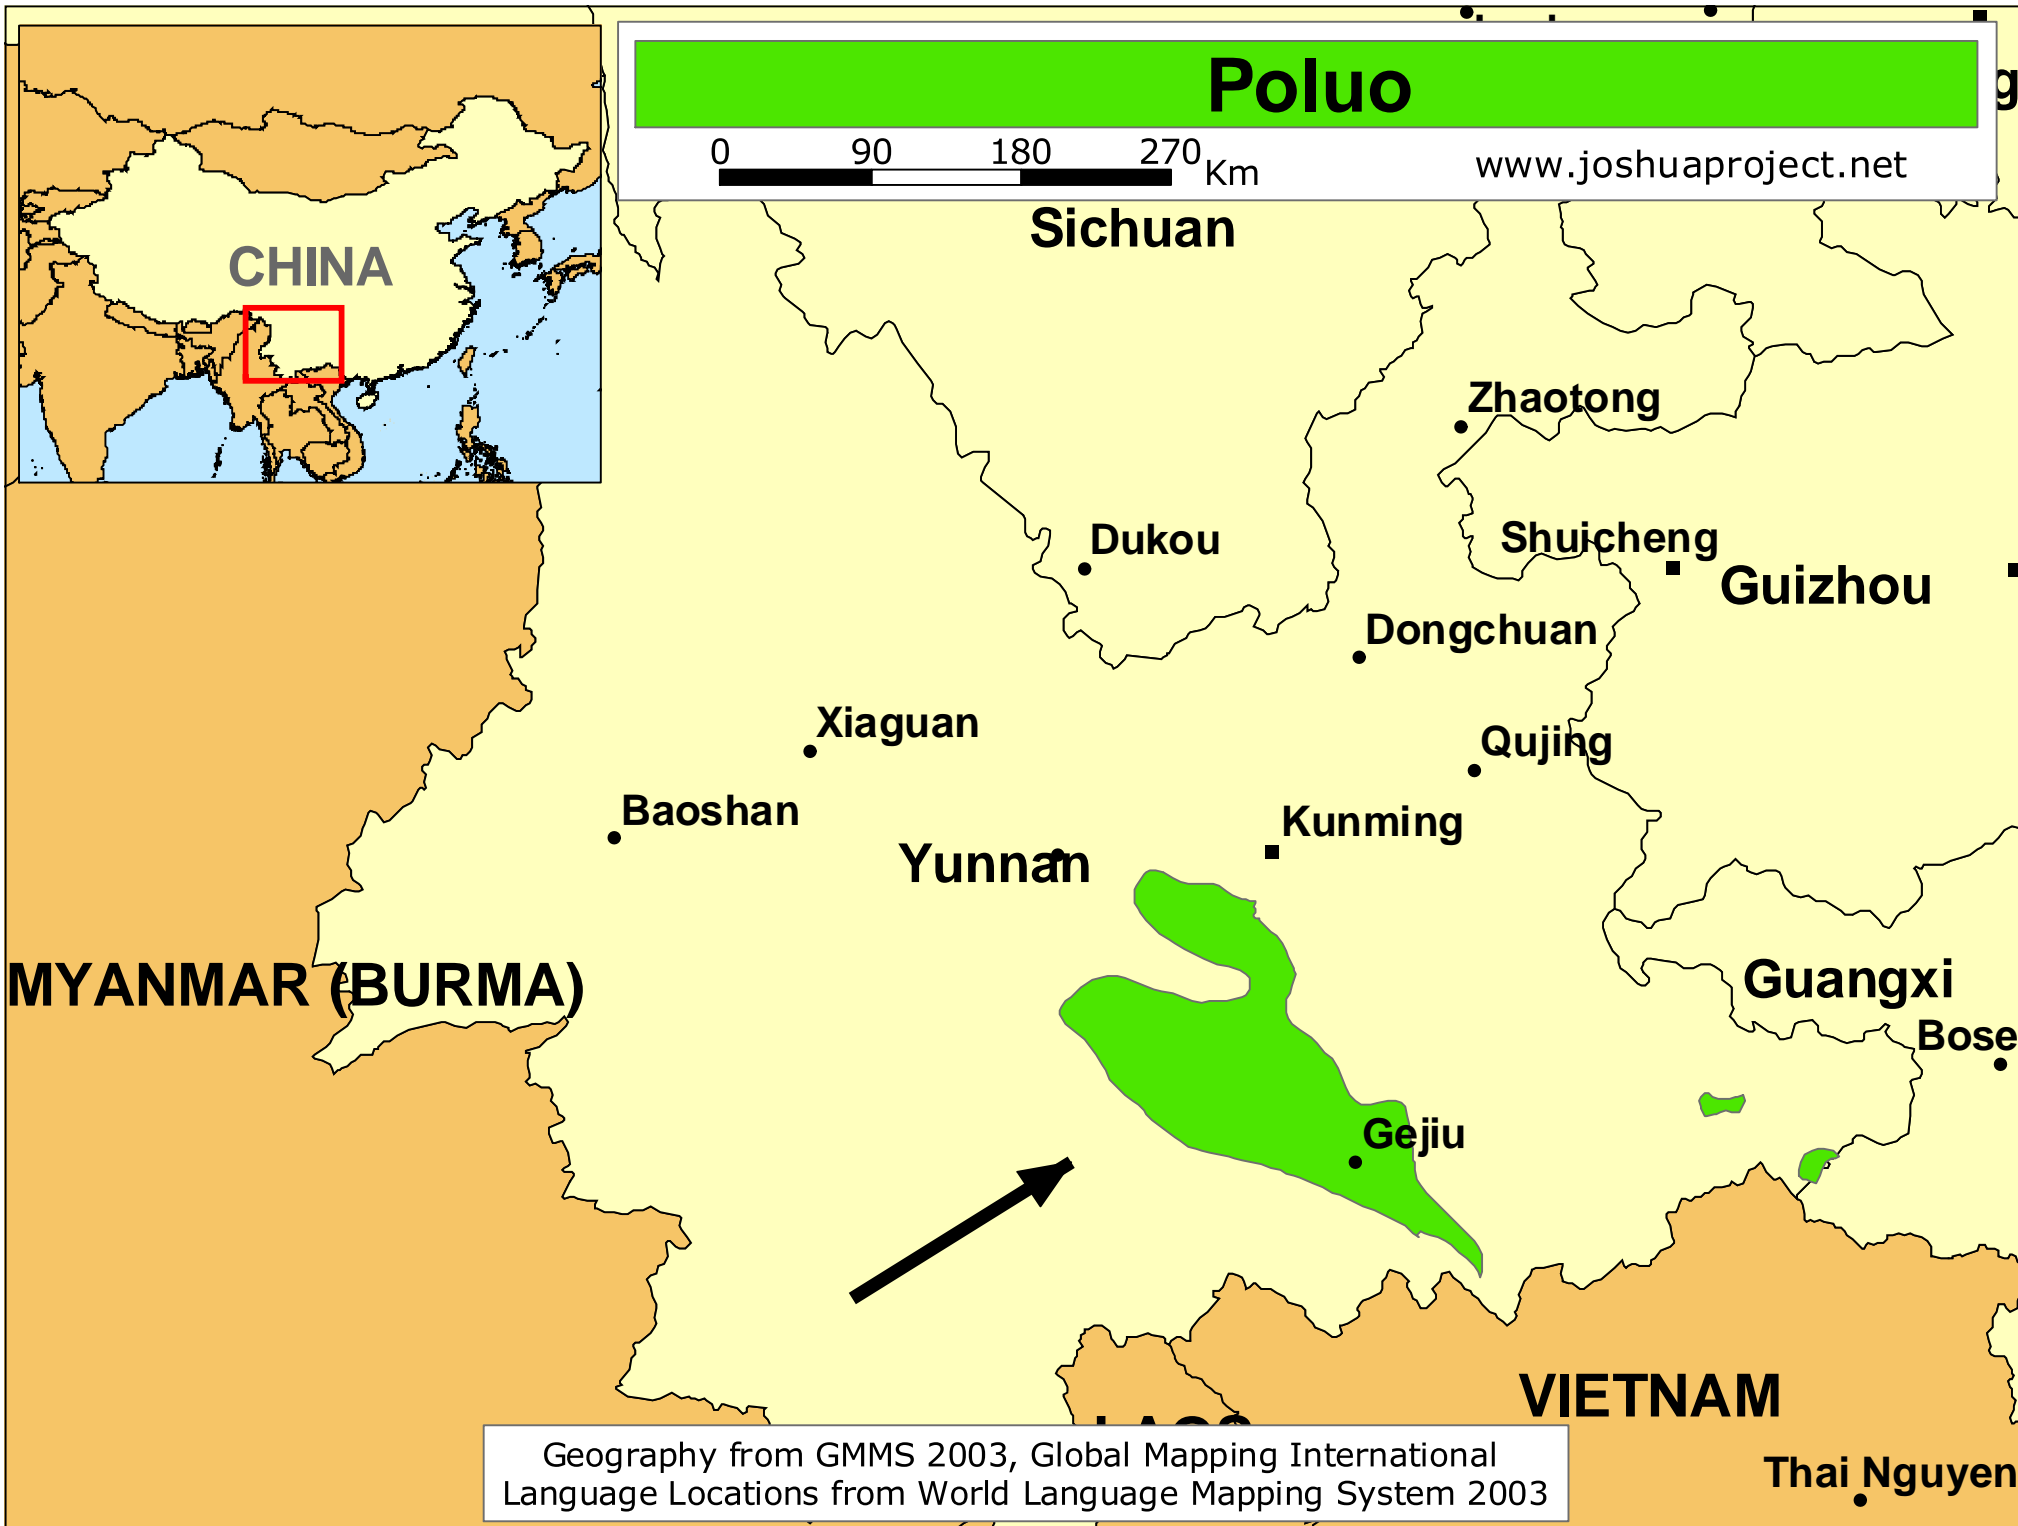 Poluo
0 90 180 270 Km
www.joshuaproject.net
CHINA
Sichuan
Zhaotong
Dukou
Shuicheng
Guizhou
Dongchuan
Xiaguan
Qujing
Baoshan
Kunming
Yunnan
MYANMAR (BURMA)
Guangxi
Bose
Gejiu
VIETNAM
Thai Nguyen
Geography from GMMS 2003, Global Mapping International
Language Locations from World Language Mapping System 2003